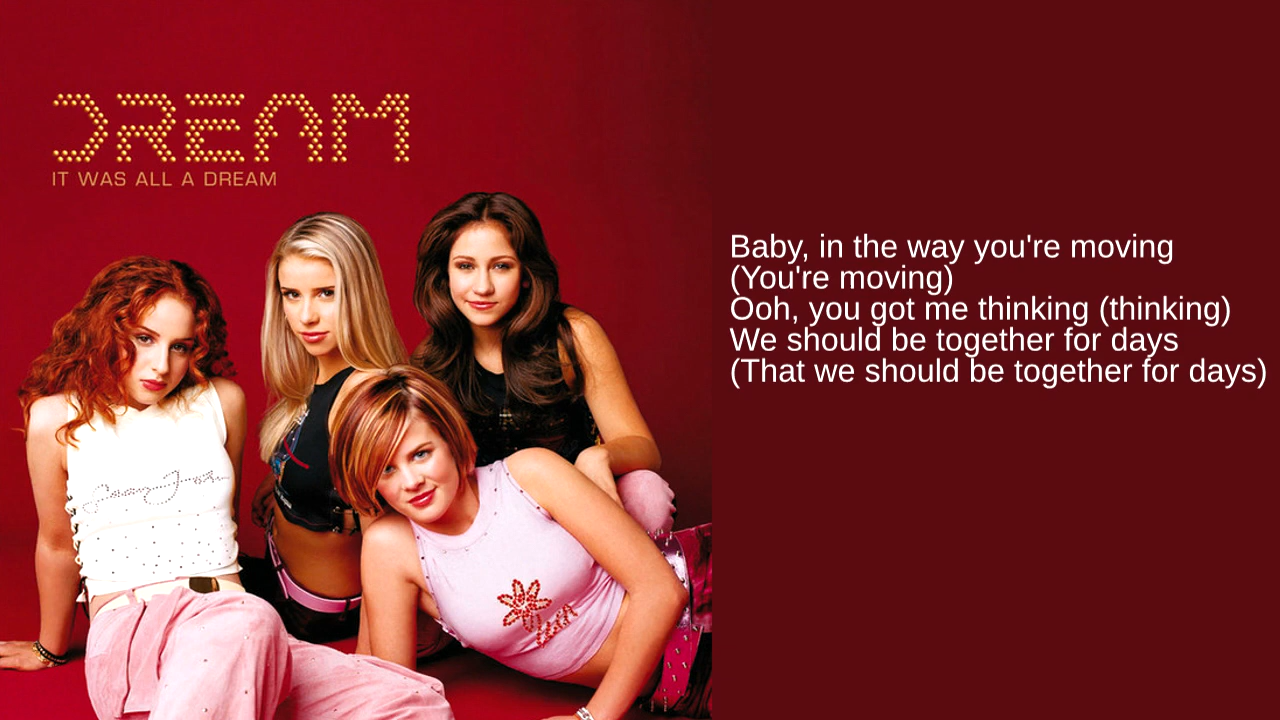 DREAM
IT WAS ALL A DREAM
Baby, in the way you're moving
(You're moving)
Ooh, you got me thinking (thinking)
We should be together for days
(That we should be together for days)